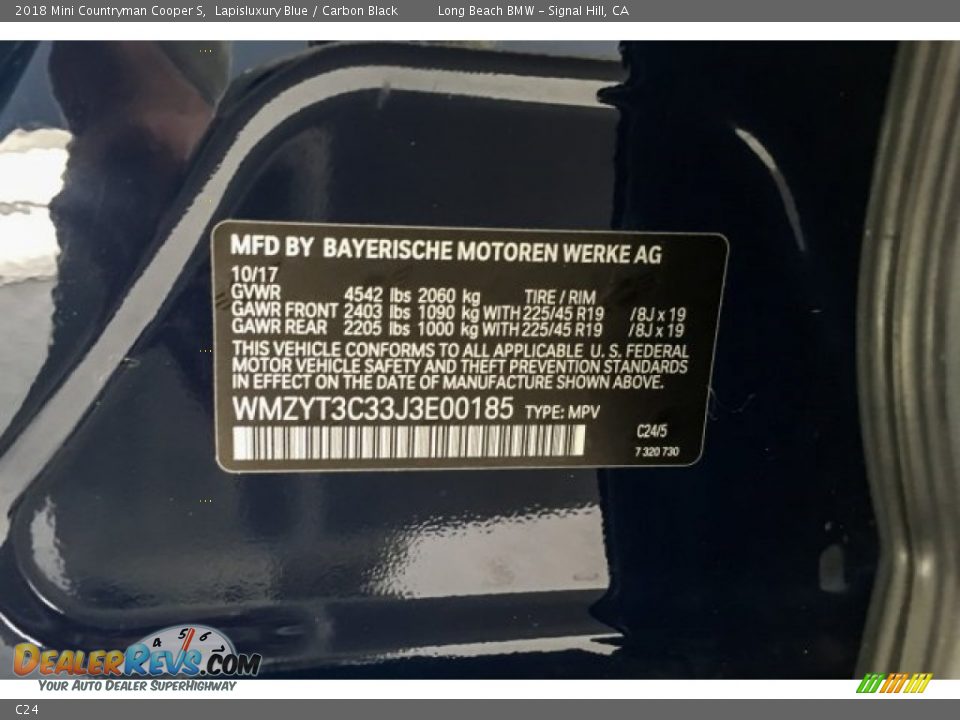 2018 Mini Countryman Cooper S, Lapisluxury Blue / Carbon Black Long Beach BMW - Signal Hill, CA
MFD BY BAYERISCHE MOTOREN WERKE AG
10/17
GVWR 4542 lbs 2060 kg TIRE / RIM
GAWR FRONT 2403 lbs 1090 kg WITH 225/45 R19 /8J x 19
GAWR REAR 2205 lbs 1000 kg WITH 225/45 R19 /8J x 19
THIS VEHICLE CONFORMS TO ALL APPLICABLE U. S. FEDERAL
MOTOR VEHICLE SAFETY AND THEFT PREVENTION STANDARDS
IN EFFECT ON THE DATE OF MANUFACTURE SHOWN ABOVE.
WMZYT3C33J3E00185 TYPE: MPV
C24/5
7 320 730
4 5 6 7
DEALERREVS.COM
YOUR AUTO DEALER SUPERHIGHWAY
C24